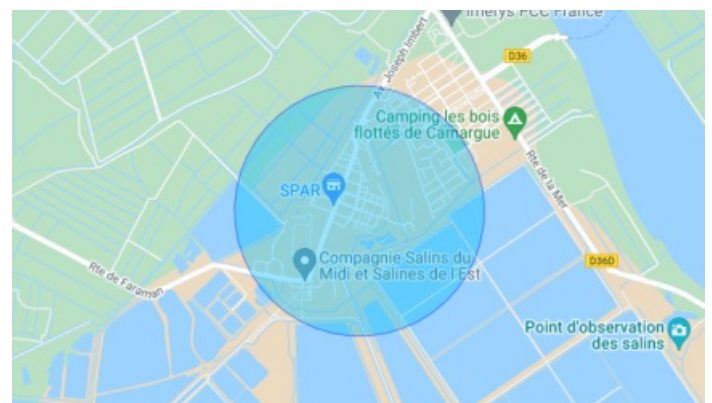 Imerys PCC France
D36
Av. Joseph Imbert
Camping les bois
flottés de Camargue
SPAR
Rte de la Mer
Compagnie Salins du
Midi et Salines de l'Est
Rte de Faraman
D36D
Point d'observation
des salins